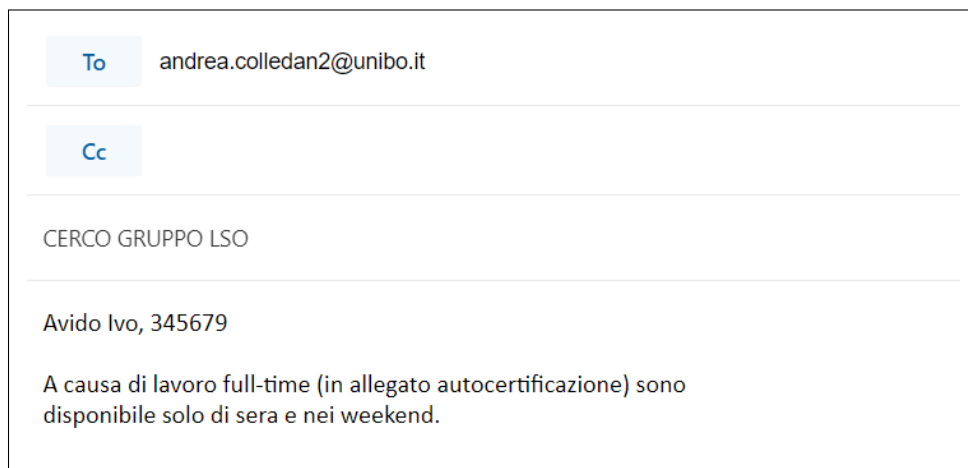 To andrea.colledan2@unibo.it
Cc
CERCO GRUPPO LSO
Avido Ivo, 345679
A causa di lavoro full-time (in allegato autocertificazione) sono
disponibile solo di sera e nei weekend.